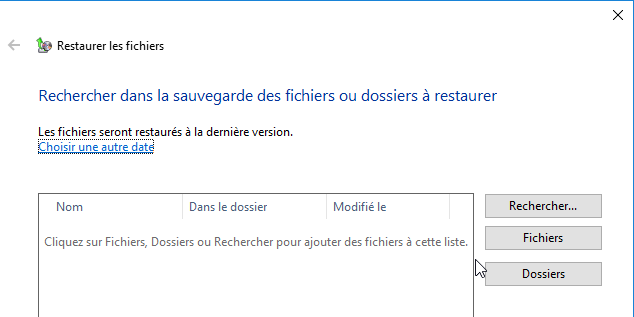 Restaurer les fichiers
Rechercher dans la sauvegarde des fichiers ou dossiers à restaurer
Les fichiers seront restaurés à la dernière version.
Choisir une autre date
Nom Dans le dossier Modifié le
Rechercher...
Cliquez sur Fichiers, Dossiers ou Rechercher pour ajouter des fichiers à cette liste.
Fichiers
Dossiers